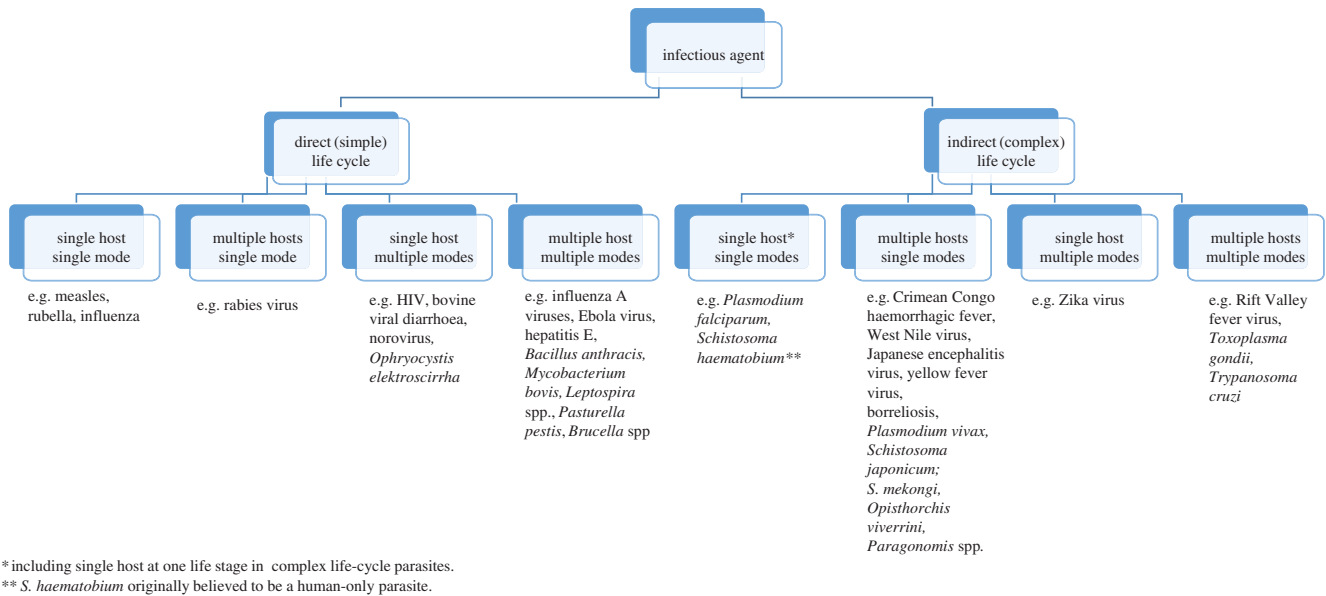 infectious agent
direct (simple)
life cycle
indirect (complex)
life cycle
single host
single mode
multiple hosts
single mode
single host
multiple modes
multiple host
multiple modes
single host*
single modes
multiple hosts
single modes
single host
multiple modes
multiple hosts
multiple modes
e.g. measles,
rubella, influenza
e.g. rabies virus
e.g. HIV, bovine
viral diarrhoea,
norovirus,
Ophryocystis
elektroscirrha
e.g. influenza A
viruses, Ebola virus,
hepatitis E,
Bacillus anthracis,
Mycobacterium
bovis, Leptospira
spp., Pasturella
pestis, Brucella spp
e.g. Plasmodium
falciparum,
Schistosoma
haematobium**
e.g. Crimean Congo
haemorrhagic fever,
West Nile virus,
Japanese encephalitis
virus, yellow fever
virus,
borreliosis,
Plasmodium vivax,
Schistosoma
japonicum;
S. mekongi,
Opisthorchis
viverrini,
Paragonomis spp.
e.g. Zika virus
e.g. Rift Valley
fever virus,
Toxoplasma
gondii,
Trypanosoma
cruzi
* including single host at one life stage in complex life-cycle parasites.
** S. haematobium originally believed to be a human-only parasite.